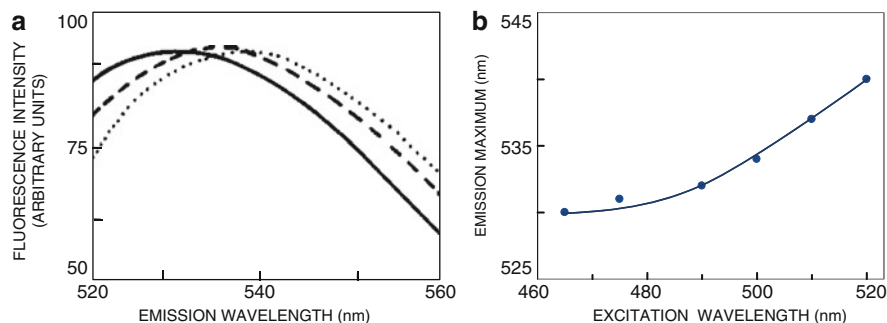 a
100
75
50
FLUORESCENCE INTENSITY
(ARBITRARY UNITS)
520
540
560
EMISSION WAVELENGTH (nm)
b
545
535
525
EMISSION MAXIMUM (nm)
460
480
500
520
EXCITATION WAVELENGTH (nm)